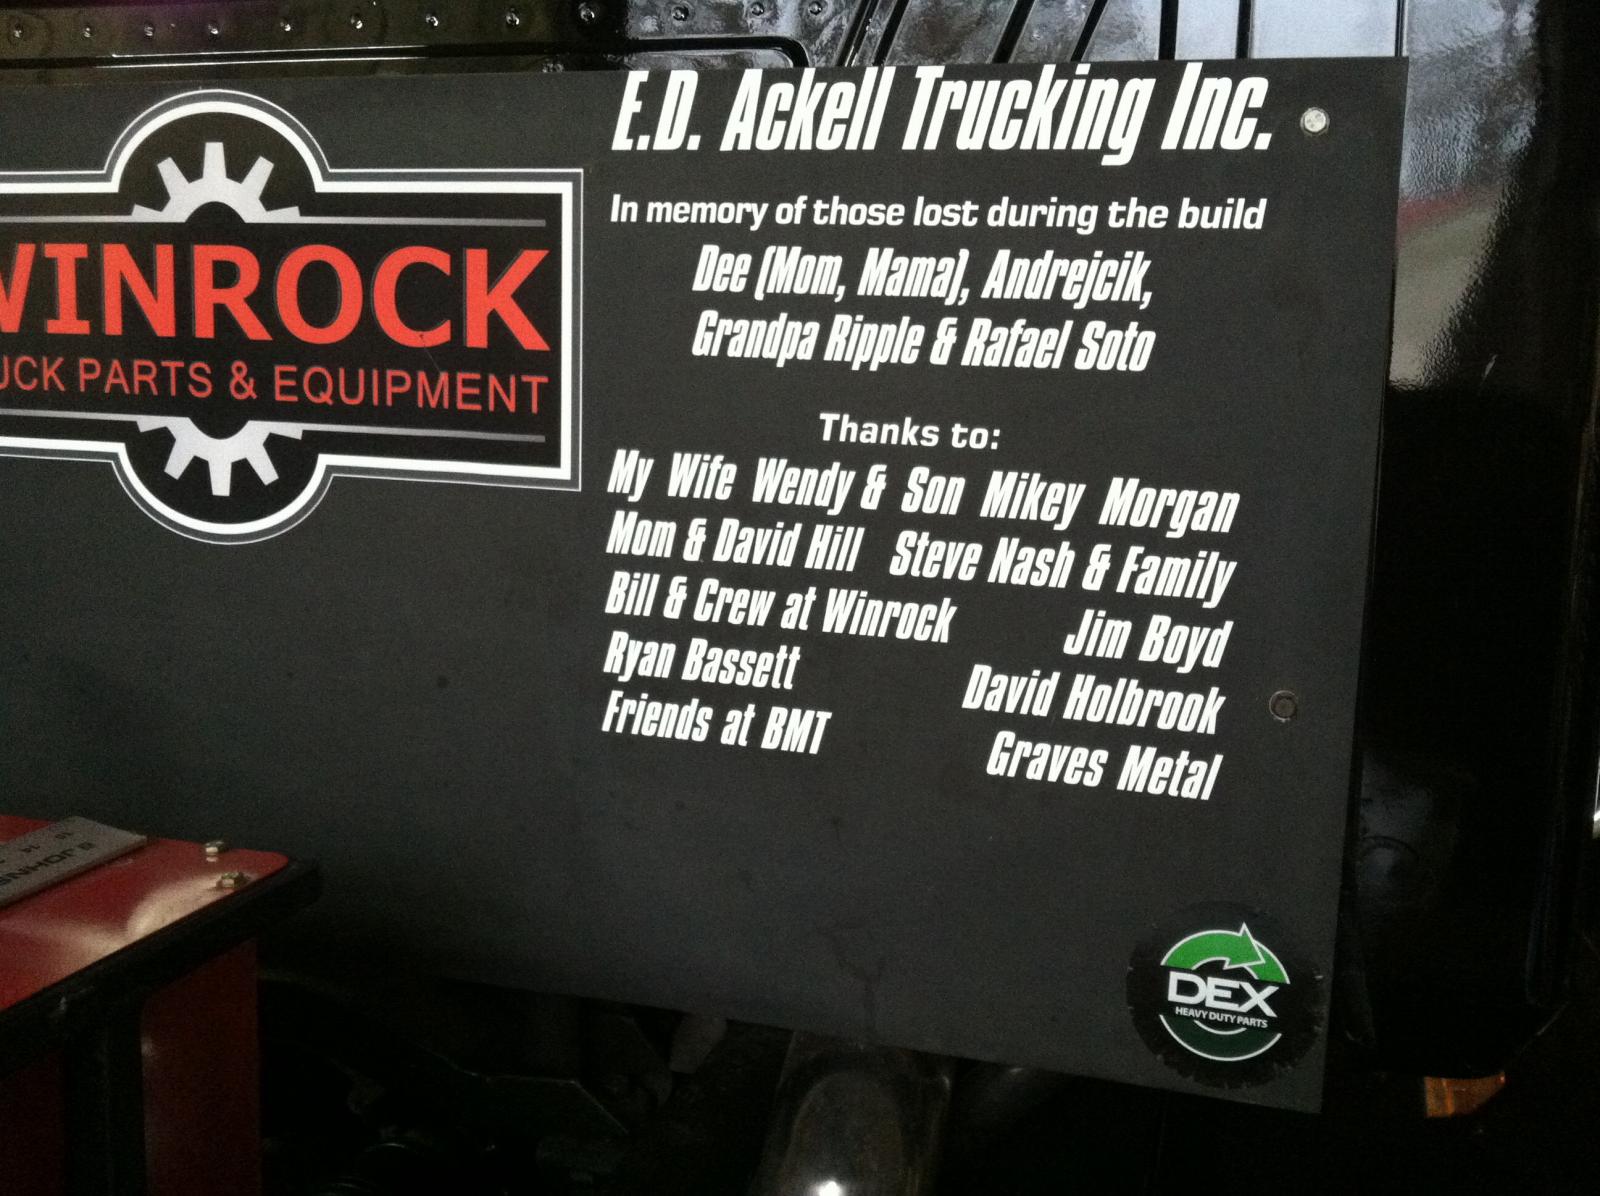 E.D. Ackell Trucking Inc.
In memory of those lost during the build
Dee (Mom, Mama), Andrejcik,
Grandpa Ripple & Rafael Soto
Thanks to:
My Wife Wendy & Son Mikey Morgan
Mom & David Hill Steve Nash & Family
Bill & Crew at Winrock Jim Boyd
Ryan Bassett David Holbrook
Friends at BMT Graves Metal
WINROCK
UCK PARTS & EQUIPMENT
DEX
HEAVY DUTY PARTS